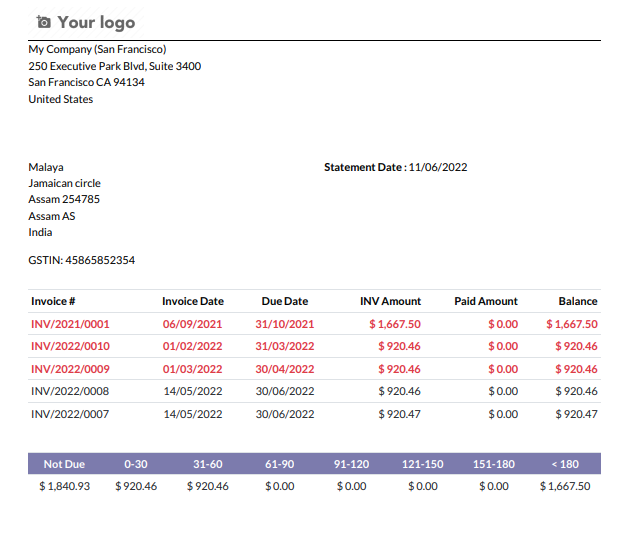 Your logo
My Company (San Francisco)
250 Executive Park Blvd, Suite 3400
San Francisco CA 94134
United States
Malaya Statement Date : 11/06/2022
Jamaican circle
Assam 254785
Assam AS
India
GSTIN: 45865852354
Invoice # Invoice Date Due Date INV Amount Paid Amount Balance
INV/2021/0001 06/09/2021 31/10/2021 $ 1,667.50 $ 0.00 $ 1,667.50
INV/2022/0010 01/02/2022 31/03/2022 $ 920.46 $ 0.00 $ 920.46
INV/2022/0009 01/03/2022 30/04/2022 $ 920.46 $ 0.00 $ 920.46
INV/2022/0008 14/05/2022 30/06/2022 $ 920.46 $ 0.00 $ 920.46
INV/2022/0007 14/05/2022 30/06/2022 $ 920.47 $ 0.00 $ 920.47
Not Due 0-30 31-60 61-90 91-120 121-150 151-180 < 180
$ 1,840.93 $ 920.46 $ 920.46 $ 0.00 $ 0.00 $ 0.00 $ 0.00 $ 1,667.50